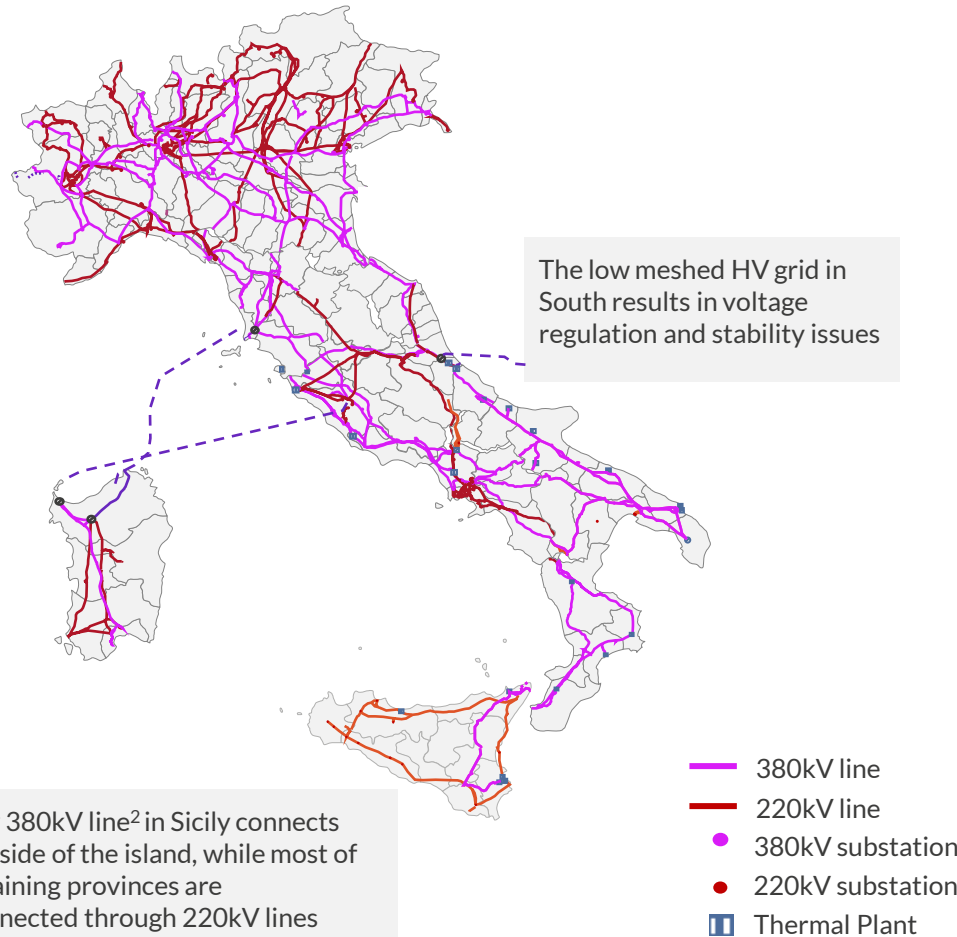 The low meshed HV grid in
South results in voltage
regulation and stability issues
380kV line² in Sicily connects
side of the island, while most of
provinces are
through 220kV lines
380kV line
220kV line
380kV substation
220kV substation
Thermal Plant